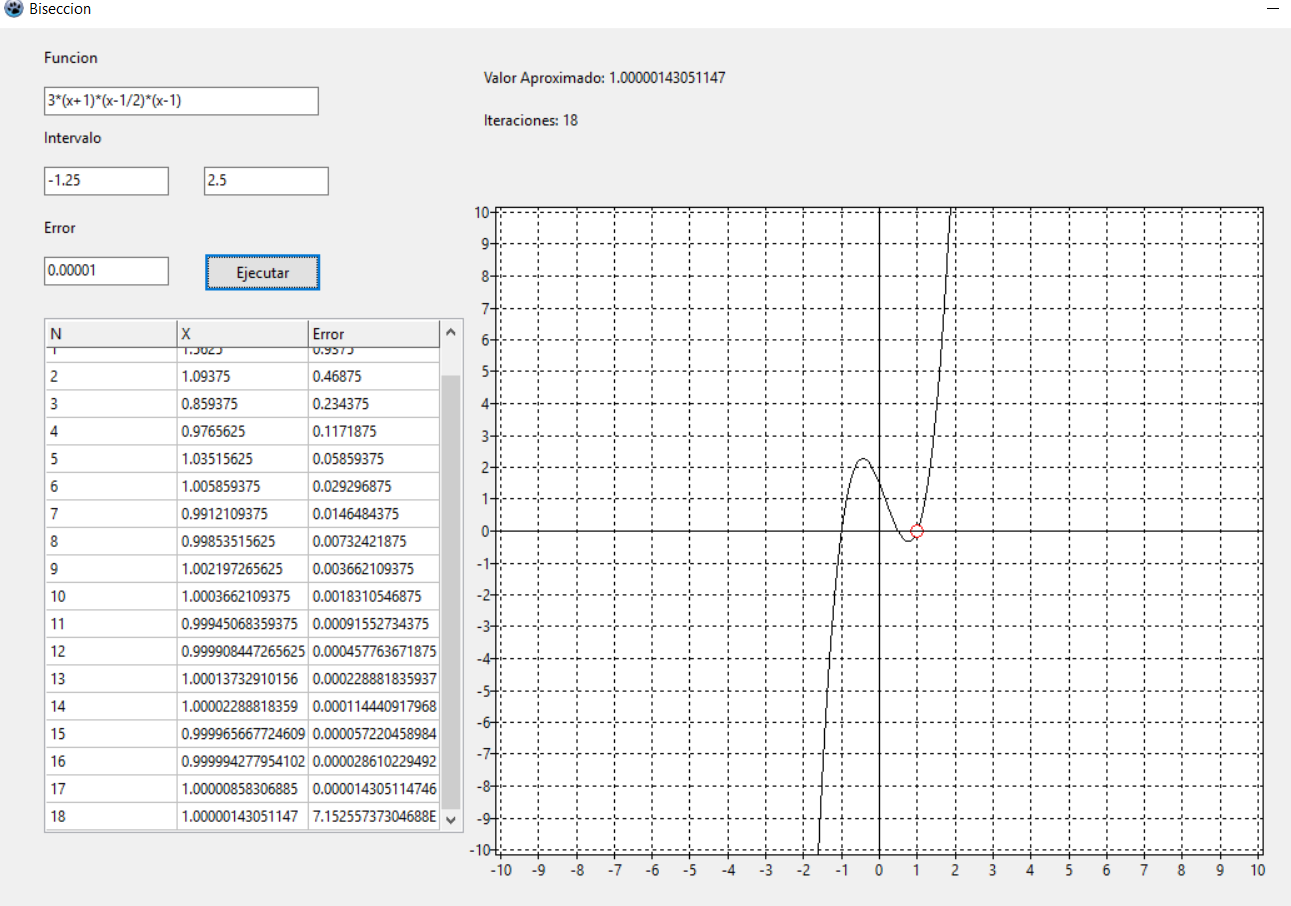 Biseccion
Funcion
3*(x+1)*(x-1/2)*(x-1)
Intervalo
-1.25 2.5
Error
0.00001 Ejecutar
Valor Aproximado: 1.00000143051147
Iteraciones: 18
N X Error
1 1.5625 0.9375
2 1.09375 0.46875
3 0.859375 0.234375
4 0.9765625 0.1171875
5 1.03515625 0.05859375
6 1.005859375 0.029296875
7 0.9912109375 0.0146484375
8 0.99853515625 0.00732421875
9 1.002197265625 0.003662109375
10 1.0003662109375 0.0018310546875
11 0.99945068359375 0.00091552734375
12 0.999908447265625 0.000457763671875
13 1.00013732910156 0.000228881835937
14 1.00002288818359 0.000114440917968
15 0.999965667724609 0.000057220458984
16 0.999994277954102 0.000028610229492
17 1.00000858306885 0.000014305114746
18 1.00000143051147 7.15255737304688E
10
9
8
7
6
5
4
3
2
1
0
-1
-2
-3
-4
-5
-6
-7
-8
-9
-10
-10 -9 -8 -7 -6 -5 -4 -3 -2 -1 0 1 2 3 4 5 6 7 8 9 10